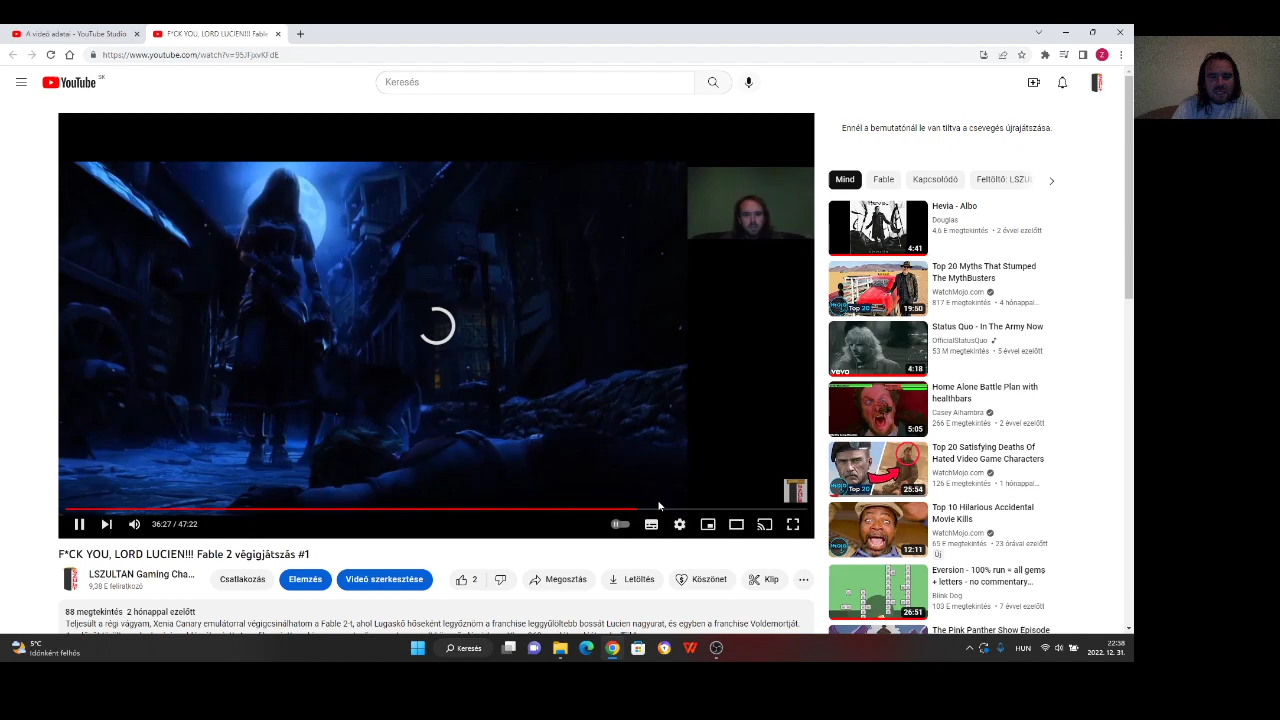 A videó adatai - YouTube Studio
F*CK YOU, LORD LUCIEN!!! Fable
https://www.youtube.com/watch?v=95JFjxvKFdE
YouTube SK
Keresés
Ennél a bemutatónál le van tiltva a csevegés újrajátszása.
Mind
Fable
Kapcsolódó
Feltöltő: LSZUL
Hevia - Albo
Douglas
4,6 E megtekintés • 2 évvel ezelőtt
4:41
Top 20 Myths That Stumped
The MythBusters
WatchMojo.com
817 E megtekintés • 4 hónappal...
Top 20
19:50
Status Quo - In The Army Now
OfficialStatusQuo
53 M megtekintés • 5 évvel ezelőtt
vevo
4:18
Home Alone Battle Plan with
healthbars
Casey Alhambra
266 E megtekintés • 2 évvel ezelőtt
5:05
Top 20 Satisfying Deaths Of
Hated Video Game Characters
WatchMojo.com
126 E megtekintés • 1 hónappal...
Top 20
25:54
Top 10 Hilarious Accidental
Movie Kills
WatchMojo.com
65 E megtekintés • 23 órával ezelőtt
Új
12:11
Eversion - 100% run = all gems
+ letters - no commentary...
Blink Dog
103 E megtekintés • 7 évvel ezelőtt
26:51
The Pink Panther Show Episode
36:27 / 47:22
F*CK YOU, LORD LUCIEN!!! Fable 2 végigjátszás #1
LSZULTAN Gaming Cha...
9,38 E feliratkozó
Csatlakozás
Elemzés
Videó szerkesztése
2
Megosztás
Letöltés
Köszönet
Klip
88 megtekintés 2 hónappal ezelőtt
5°C
Időnként felhős
Keresés
HUN
22:38
2022. 12. 31.